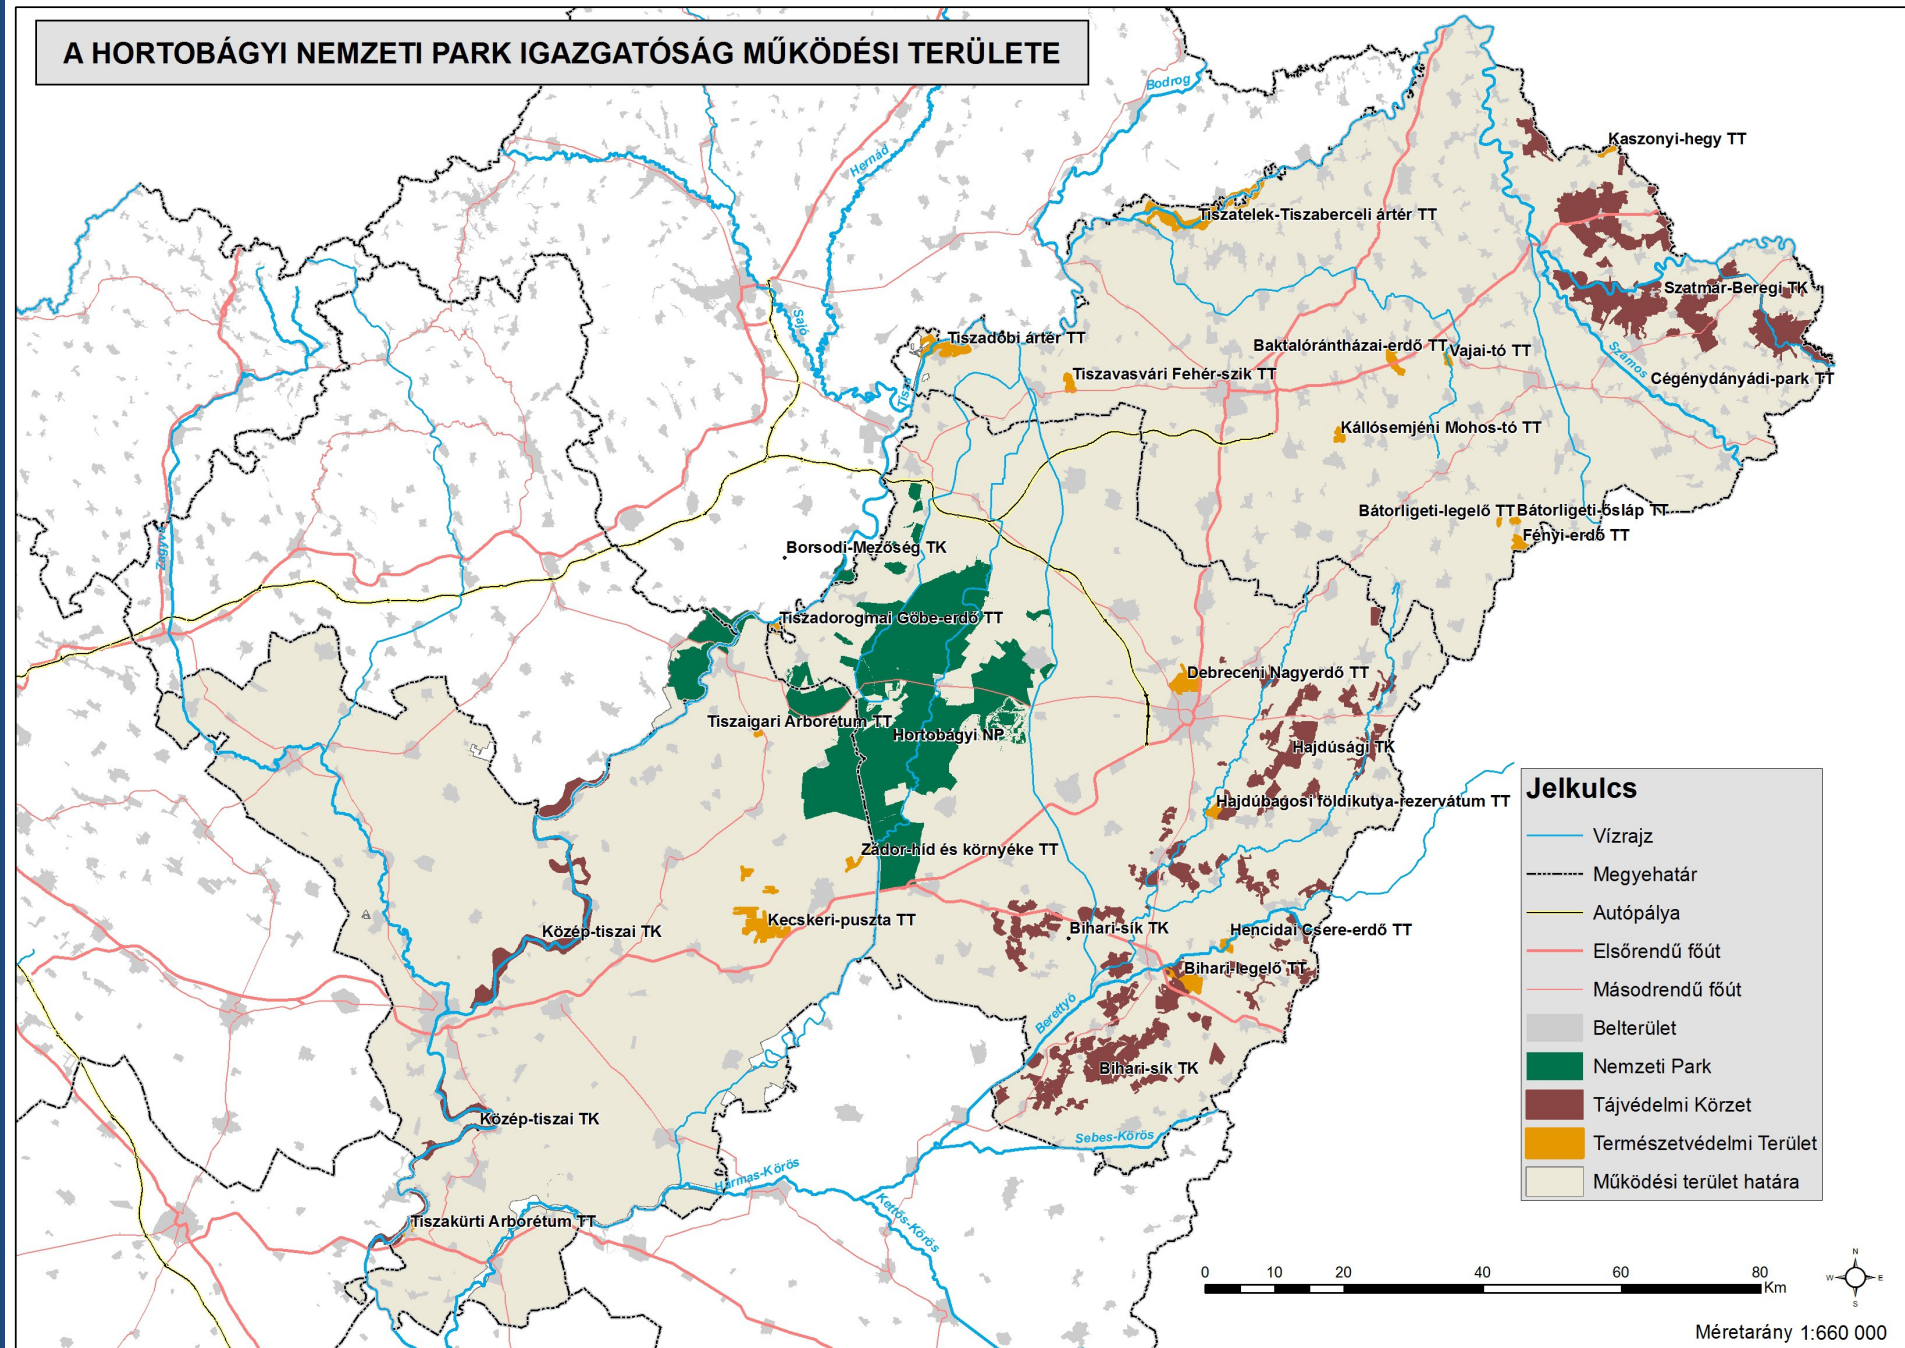 A HORTOBÁGYI NEMZETI PARK IGAZGATÓSÁG MŰKÖDÉSI TERÜLETE
Bodrog
Hernád
Kaszonyi-hegy TT
Tiszatelek-Tiszaberceli ártér TT
Szatmár-Beregi TK
Sajó
Tiszadobi ártér TT
Baktalórántházai-erdő TT
Vajai-tó TT
Szamos
Tiszavasvári Fehér-szik TT
Cégénydányádi-park TT
Tisza
Kállósemjéni Mohos-tó TT
Bátorligeti-legelő TT
Bátorligeti-ősláp TT
Fényi-erdő TT
Zagyva
Borsodi-Mezőség TK
Tiszadorogmai Göbe-erdő TT
Debreceni Nagyerdő TT
Tiszaigari Arborétum TT
Hortobágyi NP
Hajdúsági TK
Hajdúbagosi földikutya-rezervátum TT
Zádor-híd és környéke TT
Kecskeri-puszta TT
Közép-tiszai TK
Bihari-sík TK
Hencidai Csere-erdő TT
Bihari-legelő TT
Berettyó
Bihari-sík TK
Közép-tiszai TK
Sebes-Körös
Hármas-Körös
Kettős-Körös
Tiszakürti Arborétum TT
Jelkulcs
Vízrajz
Megyehatár
Autópálya
Elsőrendű főút
Másodrendű főút
Belterület
Nemzeti Park
Tájvédelmi Körzet
Természetvédelmi Terület
Működési terület határa
0 10 20 40 60 80
Km
N
W E
S
Méretarány 1:660 000